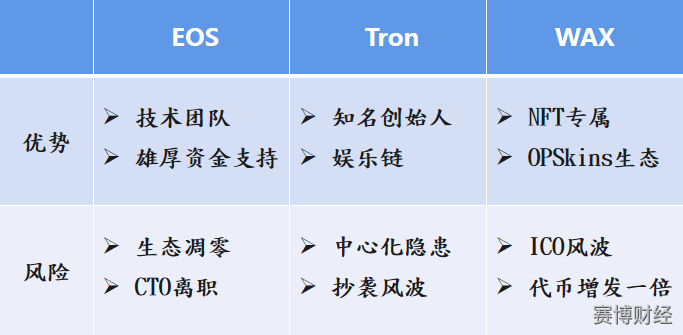 EOS Tron WAX
优势
➢ 技术团队
➢ 雄厚资金支持
➢ 知名创始人
➢ 娱乐链
➢ NFT专属
➢ OPSkins生态
风险
➢ 生态凋零
➢ CTO离职
➢ 中心化隐患
➢ 抄袭风波
➢ ICO风波
➢ 代币增发一倍
赛博财经